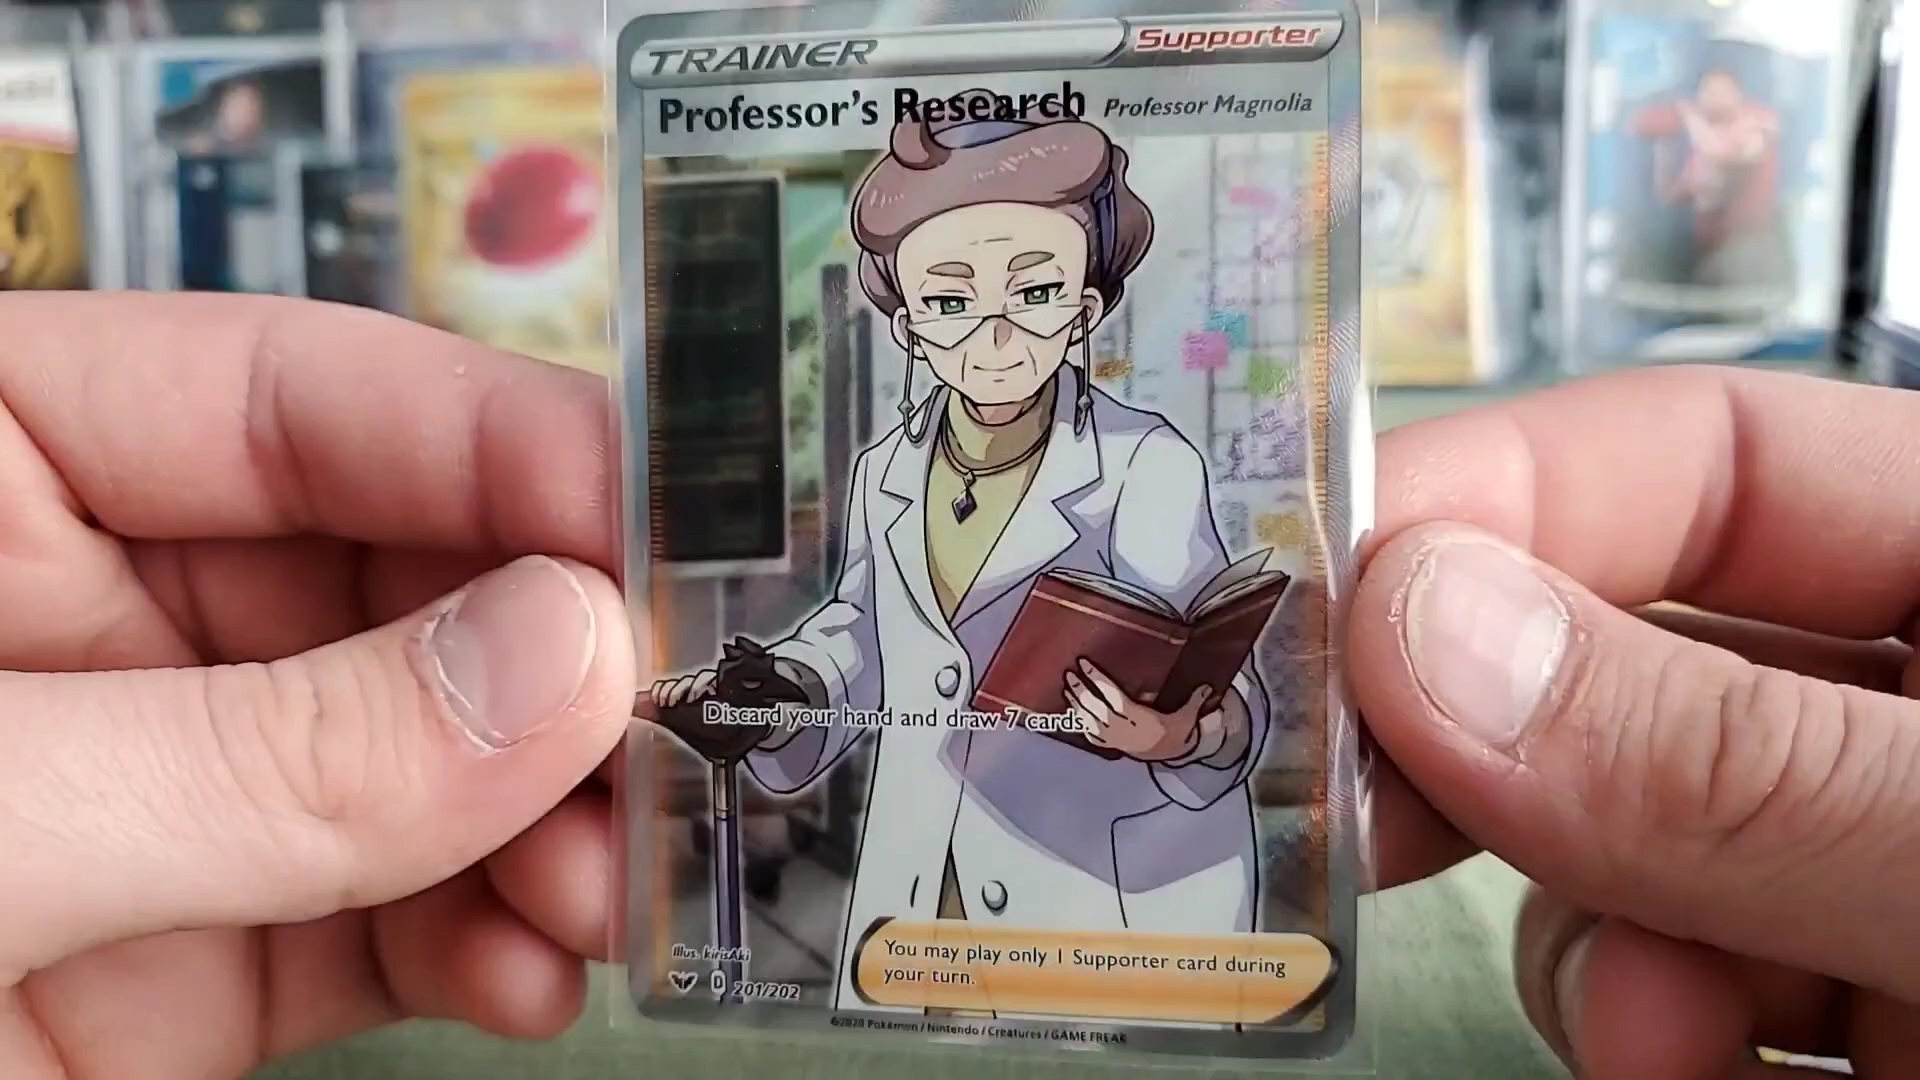 TRAINER
Supporter
Professor's Research Professor Magnolia
Discard your hand and draw 7 cards.
You may play only 1 Supporter card during
your turn.
Illus. kirisAki
D 201/202
©2020 Pokémon / Nintendo / Creatures / GAME FREAK